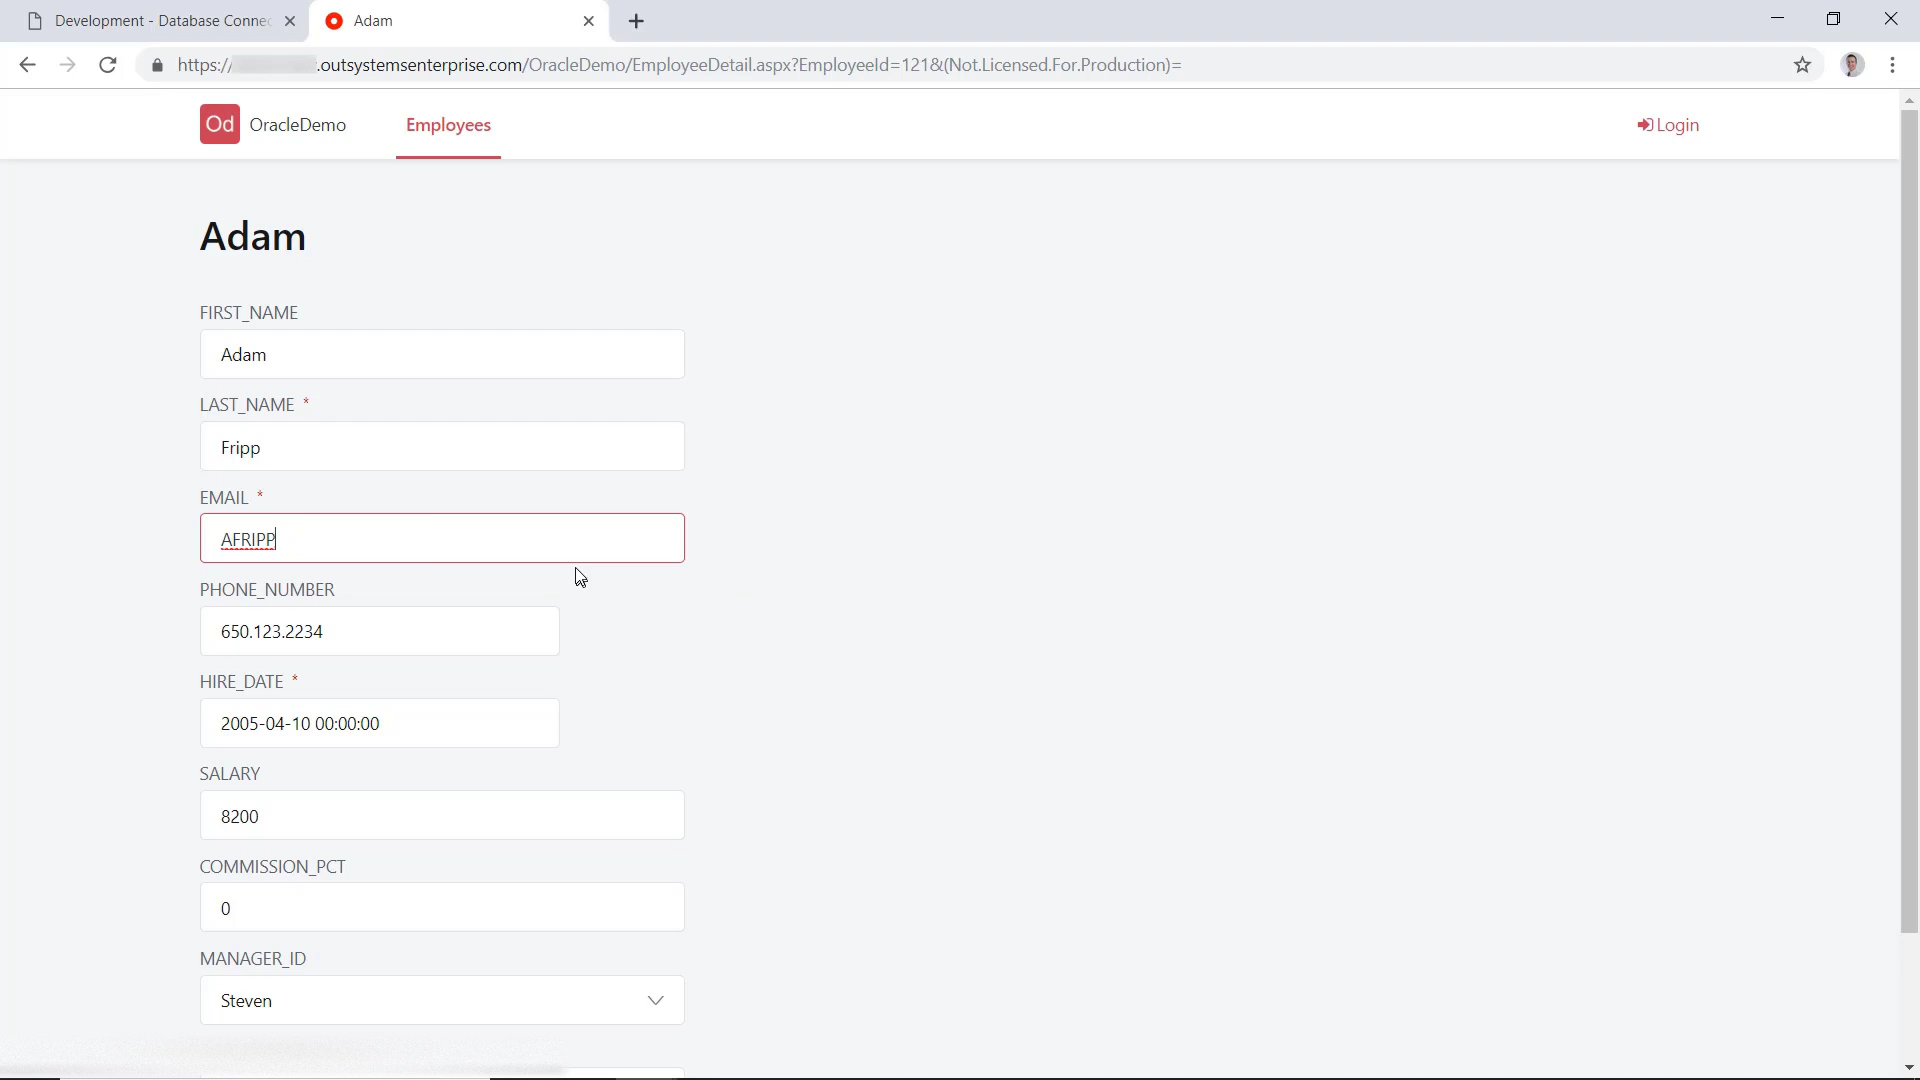 Development - Database Connec
Adam
https:// .outsystemsenterprise.com/OracleDemo/EmployeeDetail.aspx?EmployeeId=121&(Not.Licensed.For.Production)=
Od OracleDemo Employees Login
Adam
FIRST_NAME
Adam
LAST_NAME *
Fripp
EMAIL *
AFRIPP
PHONE_NUMBER
650.123.2234
HIRE_DATE *
2005-04-10 00:00:00
SALARY
8200
COMMISSION_PCT
0
MANAGER_ID
Steven